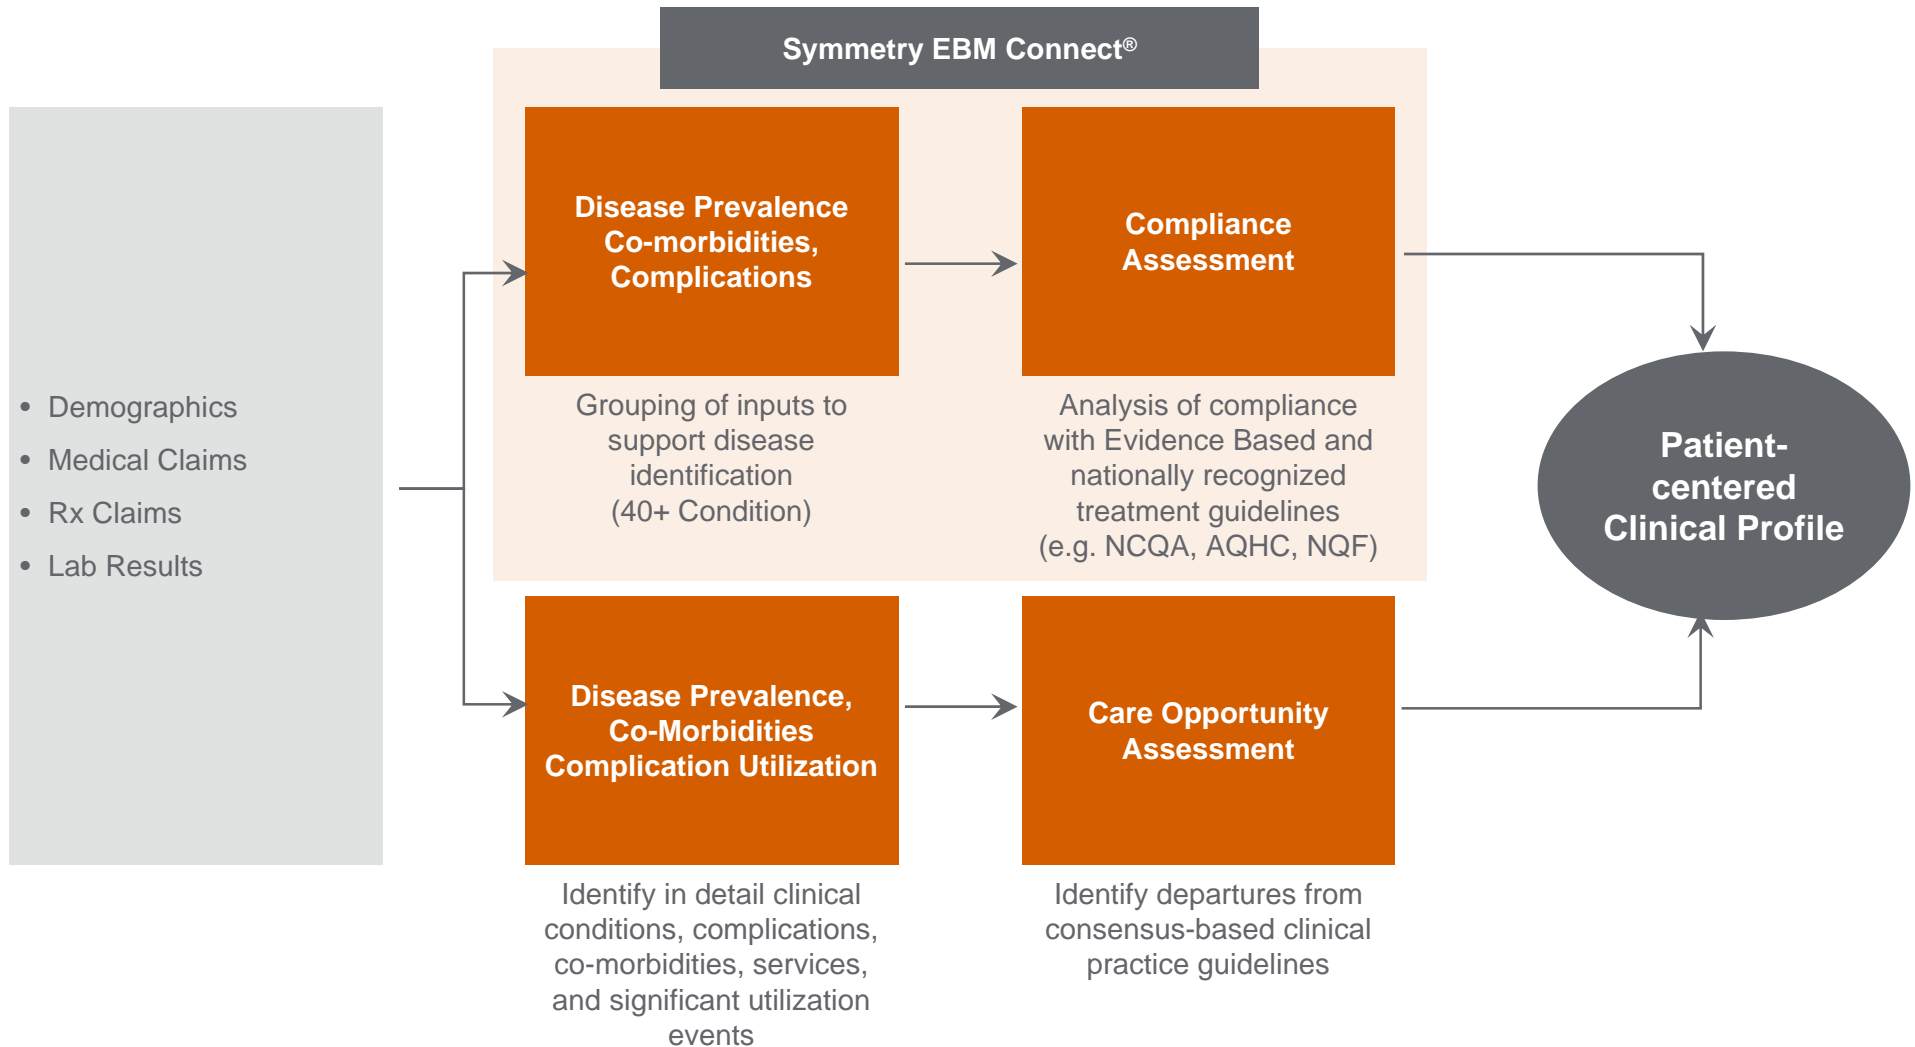 Symmetry EBM Connect®
• Demographics
• Medical Claims
• Rx Claims
• Lab Results
Disease Prevalence
Co-morbidities,
Complications
Grouping of inputs to
support disease
identification
(40+ Condition)
Compliance
Assessment
Analysis of compliance
with Evidence Based and
nationally recognized
treatment guidelines
(e.g. NCQA, AQHC, NQF)
Disease Prevalence,
Co-Morbidities
Complication Utilization
Identify in detail clinical
conditions, complications,
co-morbidities, services,
and significant utilization
events
Care Opportunity
Assessment
Identify departures from
consensus-based clinical
practice guidelines
Patient-
centered
Clinical Profile